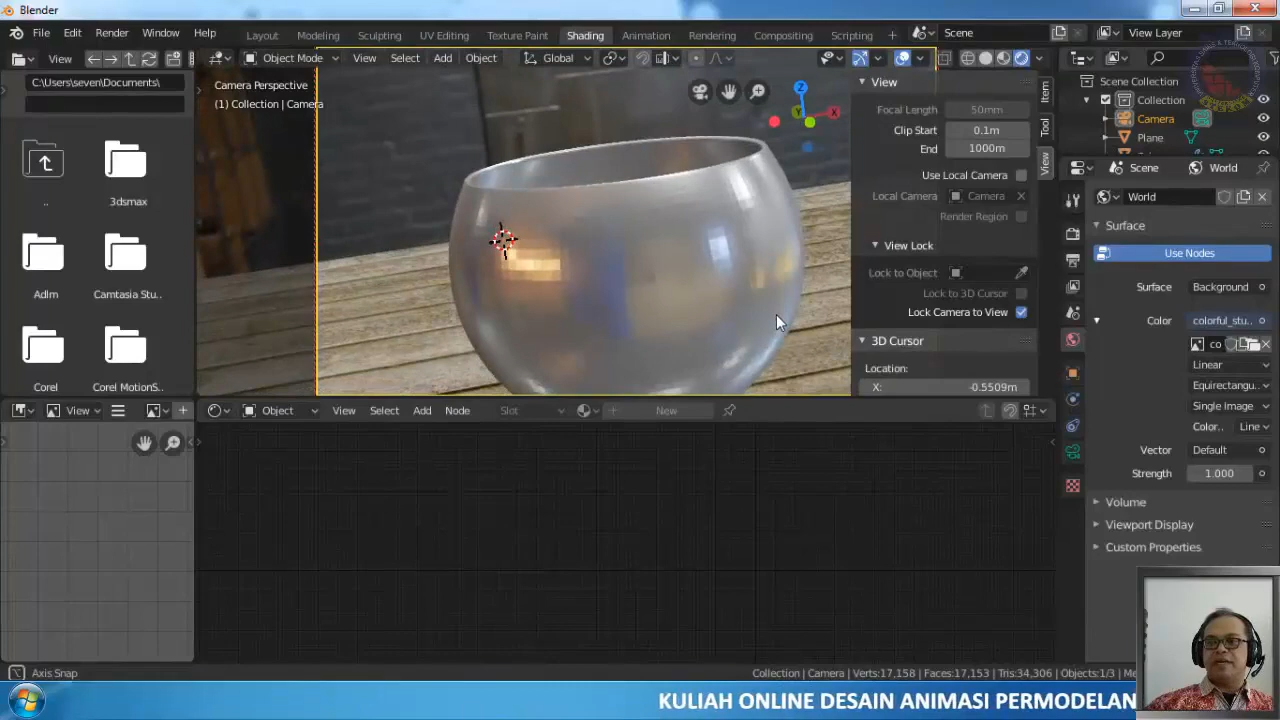 Blender
File Edit Render Window Help Layout Modeling Sculpting UV Editing Texture Paint Shading Animation Rendering Compositing Scripting + Scene View Layer
View
Object Mode View Select Add Object Global
C:\Users\seven\Documents\
..
3dsmax
Adlm
Camtasia Stu..
Corel
Corel MotionS..
Camera Perspective
(1) Collection | Camera
Z
Y
X
View
Focal Length 50mm
Clip Start 0.1m
End 1000m
Use Local Camera
Local Camera Camera
Render Region
View Lock
Lock to Object
Lock to 3D Cursor
Lock Camera to View
3D Cursor
Location:
X: -0.5509m
Item
Tool
View
Scene Collection
Collection
Camera
Plane
Scene World
World
Surface
Use Nodes
Surface Background
Color colorful_stu..
co
Linear
Equirectangu..
Single Image
Color.. Line
Vector Default
Strength 1.000
Volume
Viewport Display
Custom Properties
View
Object View Select Add Node Slot New
Axis Snap
Collection | Camera | Verts:17,158 | Faces:17,153 | Tris:34,306 | Objects:1/3 | Me
KULIAH ONLINE DESAIN ANIMASI PERMODELAN